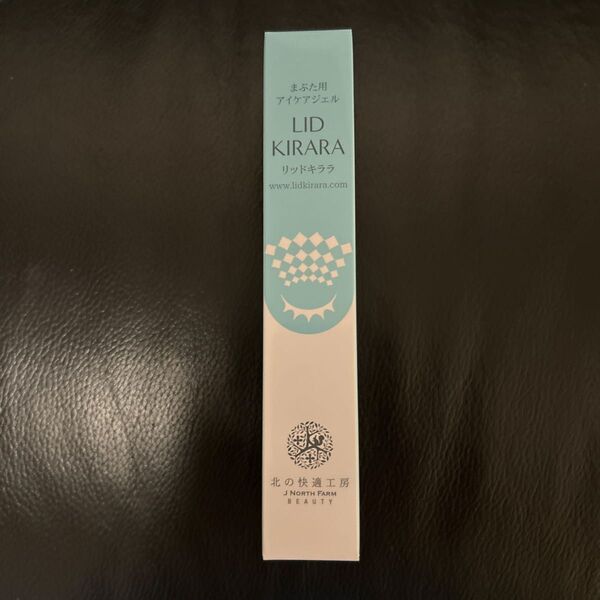 まぶた用
アイケアジェル
LID
KIRARA
リッドキララ
www.lidkirara.com
北の快適工房
J NORTH FARM
BEAUTY